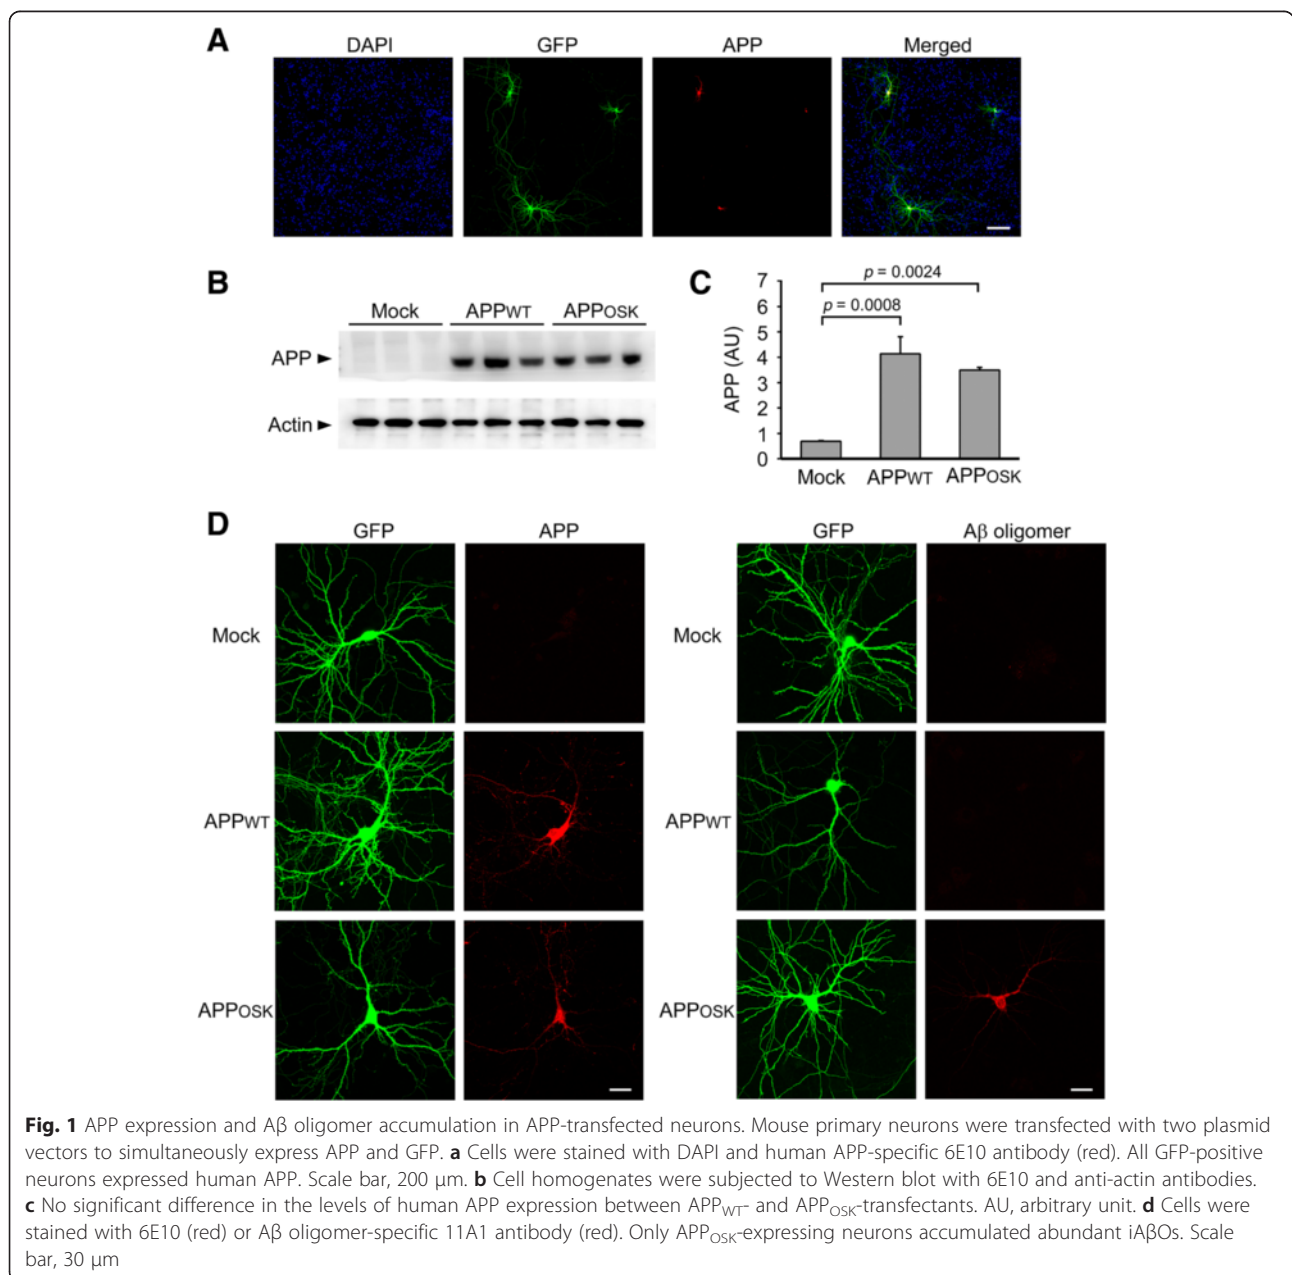 A
DAPI GFP APP Merged
B
Mock APPWT APPOSK
APP ►
Actin ►
C
p = 0.0024
p = 0.0008
7
6
5
4
3
2
1
0
APP (AU)
Mock APPWT APPOSK
D
GFP APP GFP Aβ oligomer
Mock Mock
APPWT APPWT
APPOSK APPOSK
Fig. 1 APP expression and Aβ oligomer accumulation in APP-transfected neurons. Mouse primary neurons were transfected with two plasmid
vectors to simultaneously express APP and GFP. a Cells were stained with DAPI and human APP-specific 6E10 antibody (red). All GFP-positive
neurons expressed human APP. Scale bar, 200 μm. b Cell homogenates were subjected to Western blot with 6E10 and anti-actin antibodies.
c No significant difference in the levels of human APP expression between APPWT- and APPOSK-transfectants. AU, arbitrary unit. d Cells were
stained with 6E10 (red) or Aβ oligomer-specific 11A1 antibody (red). Only APPOSK-expressing neurons accumulated abundant iAβOs. Scale
bar, 30 μm